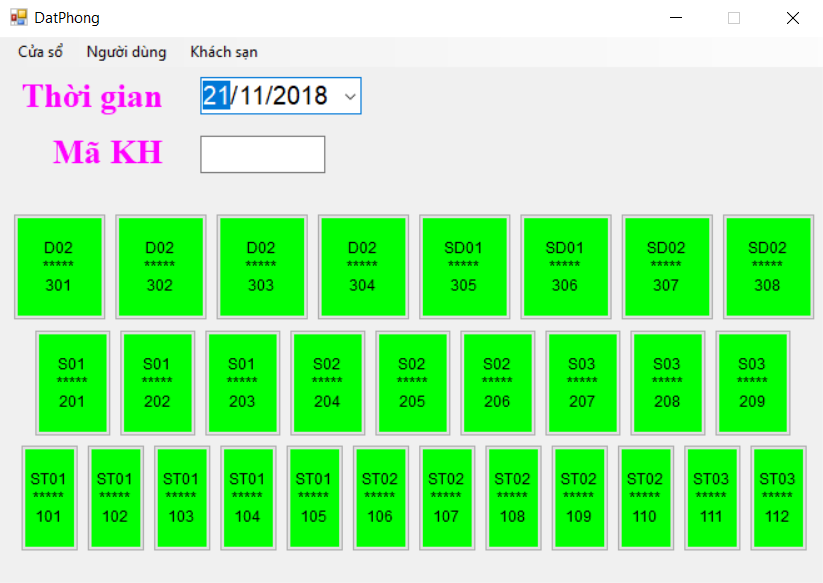 DatPhong
Cửa sổ Người dùng Khách sạn
Thời gian 21/11/2018
Mã KH
D02 D02 D02 D02 SD01 SD01 SD02 SD02
***** ***** ***** ***** ***** ***** ***** *****
301 302 303 304 305 306 307 308
S01 S01 S01 S02 S02 S02 S03 S03 S03
***** ***** ***** ***** ***** ***** ***** ***** *****
201 202 203 204 205 206 207 208 209
ST01 ST01 ST01 ST01 ST01 ST02 ST02 ST02 ST02 ST02 ST03 ST03
***** ***** ***** ***** ***** ***** ***** ***** ***** ***** ***** *****
101 102 103 104 105 106 107 108 109 110 111 112